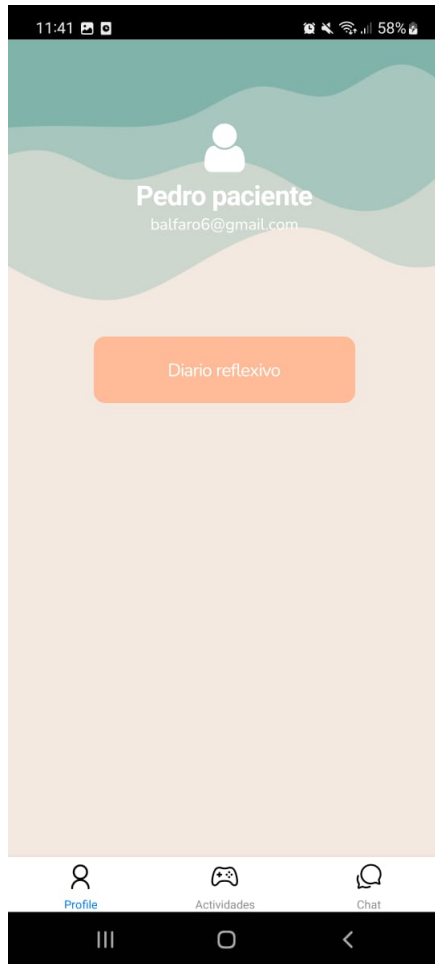 11:41
58%
Pedro paciente
balfaro6@gmail.com
Diario reflexivo
Profile
Actividades
Chat